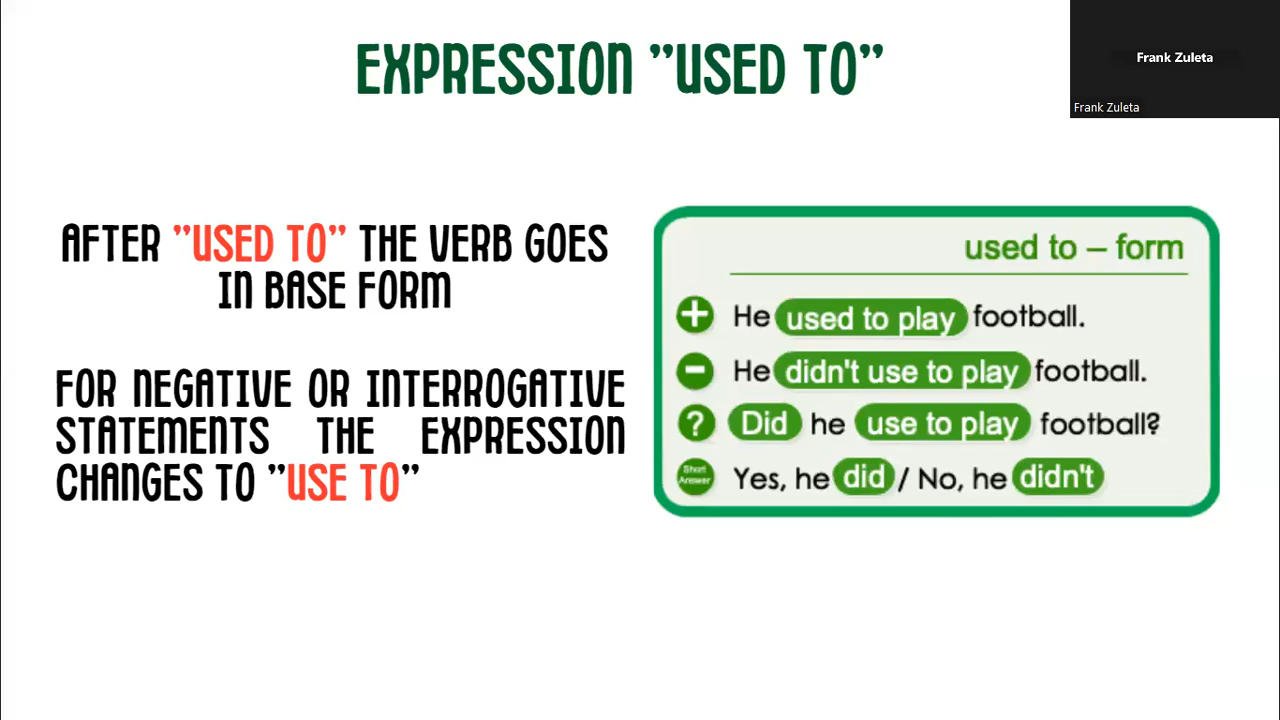 EXPRESSION "USED TO"
Frank Zuleta
Frank Zuleta
AFTER "USED TO" THE VERB GOES
IN BASE FORM
FOR NEGATIVE OR INTERROGATIVE
STATEMENTS THE EXPRESSION
CHANGES TO "USE TO"
used to – form
+ He used to play football.
- He didn't use to play football.
? Did he use to play football?
Short
Answer
Yes, he did / No, he didn't